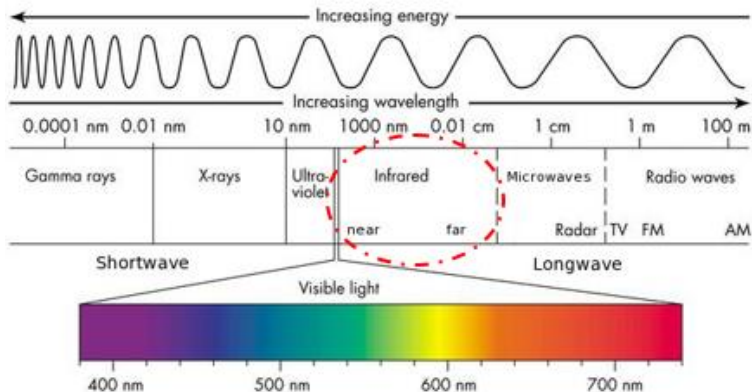 Increasing energy
Increasing wavelength
0.0001 nm 0.01 nm 10 nm 1000 nm 0.01 cm 1 cm 1 m 100 m
Gamma rays X-rays Ultra- Infrared Microwaves Radio waves
violet
near far Radar TV FM AM
Shortwave Longwave
Visible light
400 nm 500 nm 600 nm 700 nm